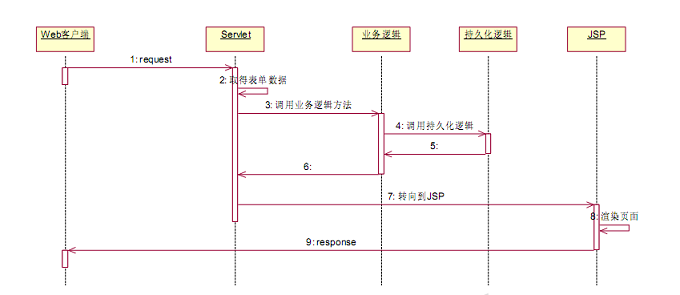 Web客户端
Servlet
业务逻辑
持久化逻辑
JSP
1: request
2: 取得表单数据
3: 调用业务逻辑方法
4: 调用持久化逻辑
5:
6:
7: 转向到JSP
8: 渲染页面
9: response